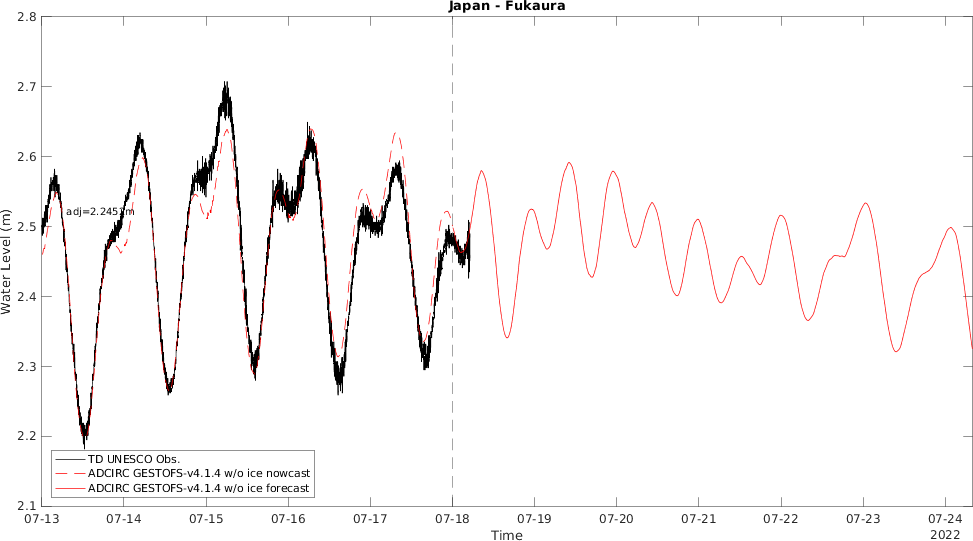 Japan - Fukaura
2.8
2.7
2.6
2.5
2.4
2.3
2.2
2.1
Water Level (m)
adj=2.2451m
TD UNESCO Obs.
ADCIRC GESTOFS-v4.1.4 w/o ice nowcast
ADCIRC GESTOFS-v4.1.4 w/o ice forecast
07-13 07-14 07-15 07-16 07-17 07-18 07-19 07-20 07-21 07-22 07-23 07-24
2022
Time